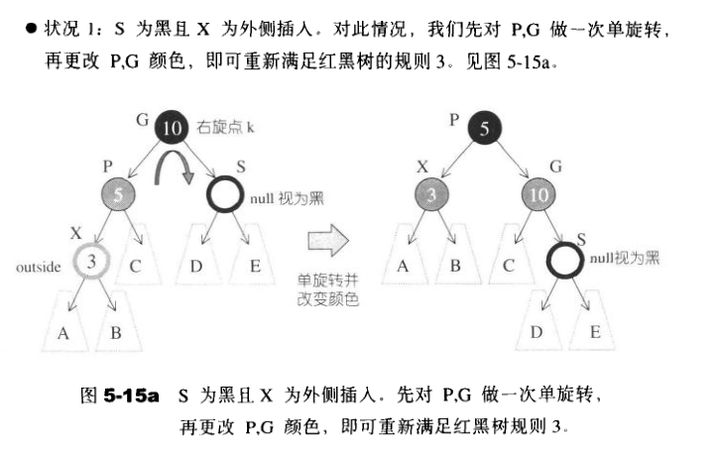 ● 状况 1：S 为黑且 X 为外侧插入。对此情况，我们先对 P,G 做一次单旋转，
再更改 P,G 颜色，即可重新满足红黑树的规则 3。见图 5-15a。
G
10
右旋点 k
P
5
S
null 视为黑
X
outside
3
C
D
E
A
B
单旋转并
改变颜色
P
5
X
3
G
10
A
B
C
S
null视为黑
D
E
图 5-15a S 为黑且 X 为外侧插入。先对 P,G 做一次单旋转，
再更改 P,G 颜色，即可重新满足红黑树规则 3。